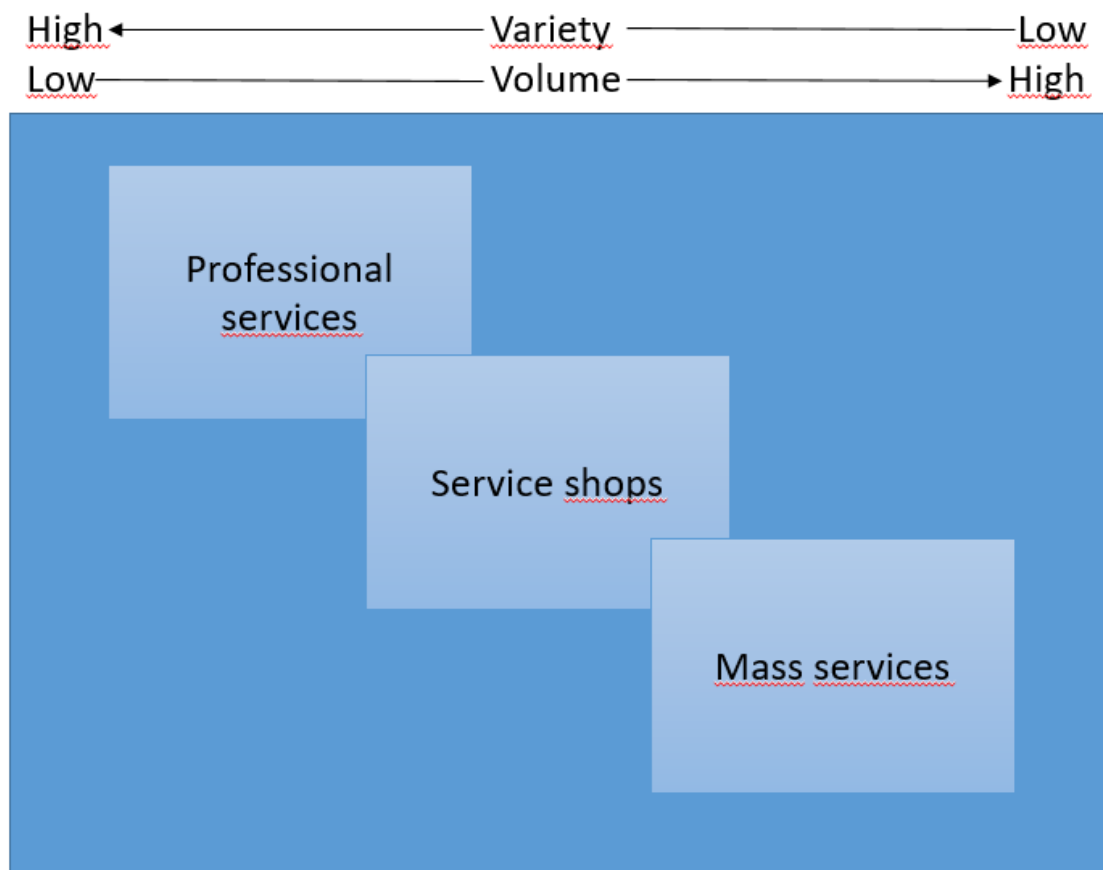 High Variety Low
Low Volume High
Professional
services
Service shops
Mass services